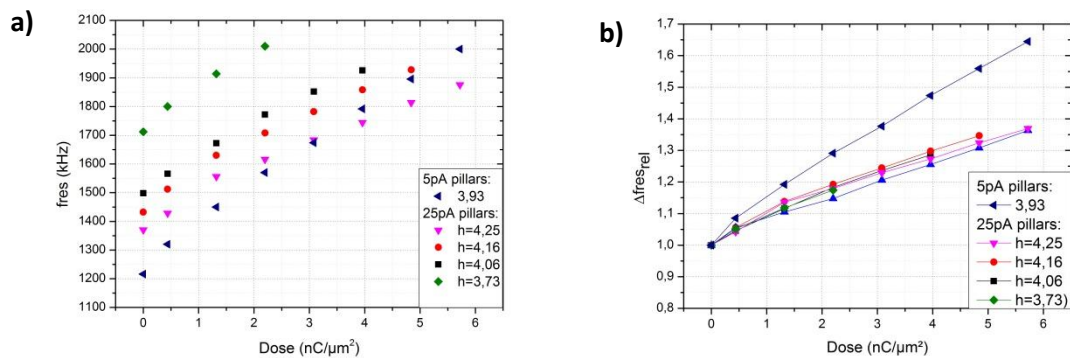 a)
fres (kHz)
2100
2000
1900
1800
1700
1600
1500
1400
1300
1200
1100
0 1 2 3 4 5 6
Dose (nC/µm²)
5pA pillars:
3,93
25pA pillars:
h=4,25
h=4,16
h=4,06
h=3,73
b)
Δfres_rel
1,7
1,6
1,5
1,4
1,3
1,2
1,1
1,0
0,9
0,8
0 1 2 3 4 5 6
Dose (nC/µm²)
5pA pillars:
3,93
25pA pillars:
h=4,25
h=4,16
h=4,06
h=3,73)